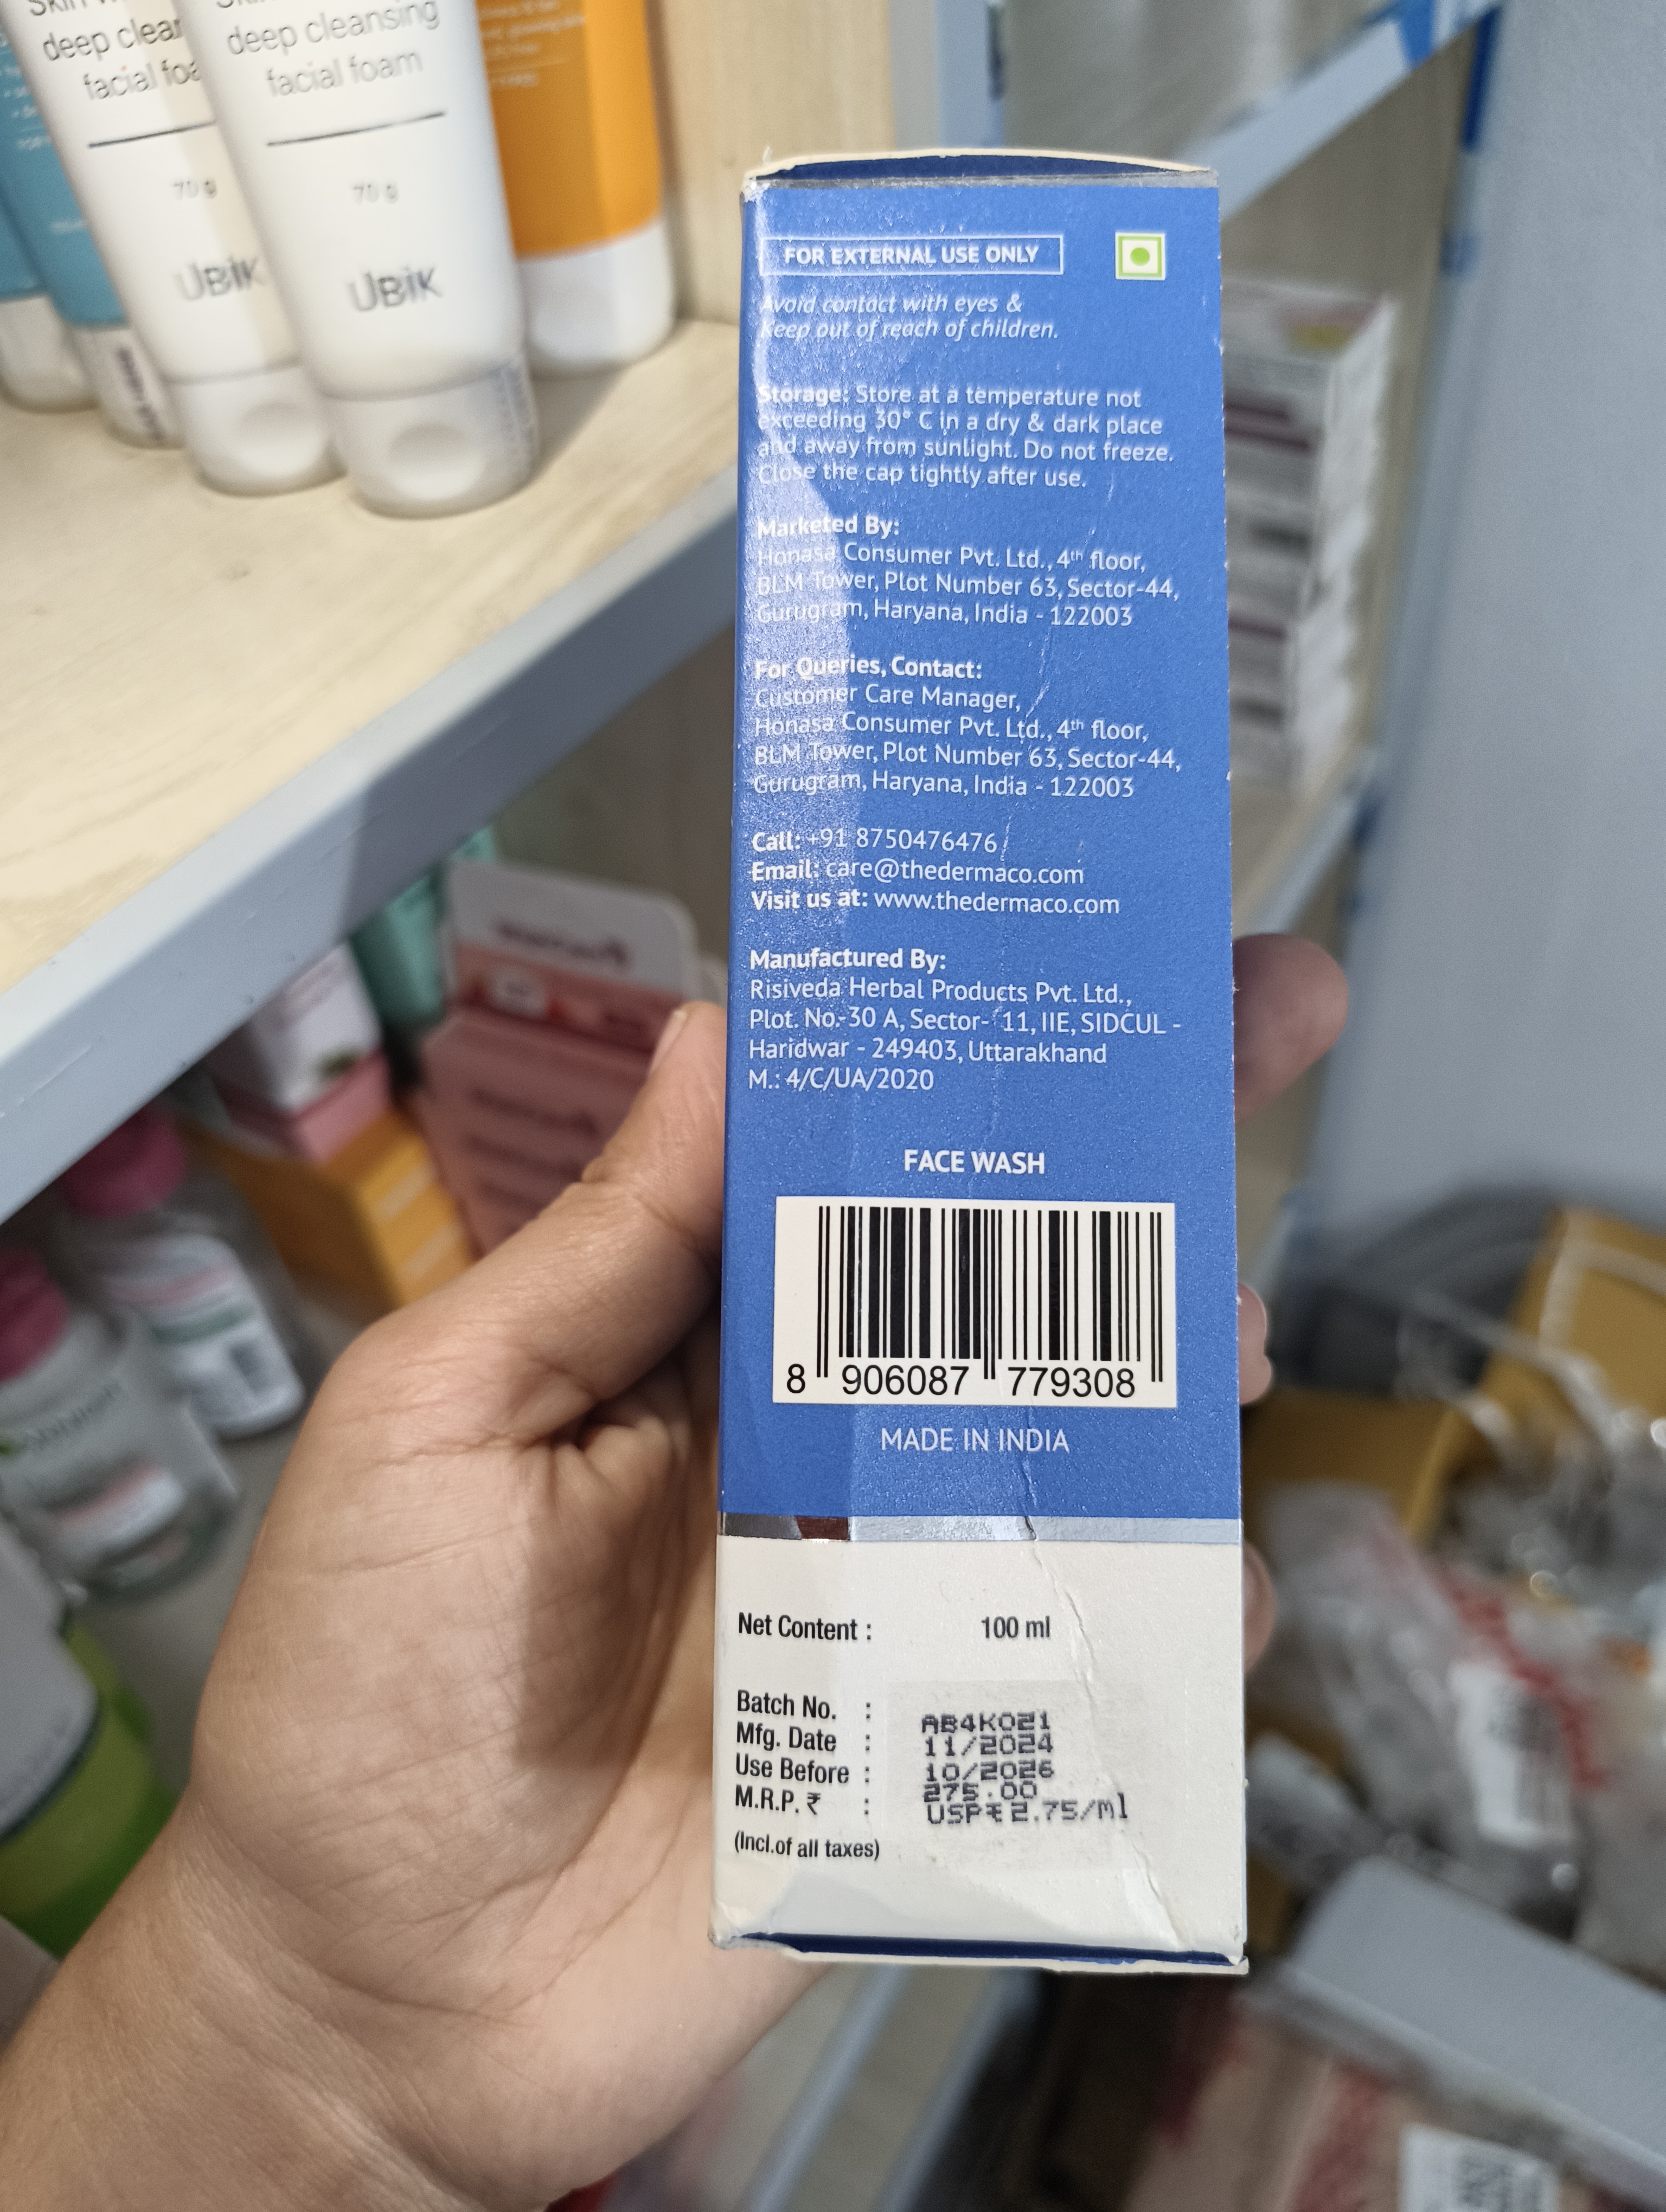 deep cleansing
facial foam
70 g
UBIK
deep
facial
70 g
UBIK
FOR EXTERNAL USE ONLY
Avoid contact with eyes &
Keep out of reach of children.
Storage: Store at a temperature not
exceeding 30° C in a dry & dark place
and away from sunlight. Do not freeze.
Close the cap tightly after use.
Marketed By:
Honasa Consumer Pvt. Ltd., 4th floor,
BLM Tower, Plot Number 63, Sector-44,
Gurugram, Haryana, India - 122003
For Queries, Contact:
Customer Care Manager,
Honasa Consumer Pvt. Ltd., 4th floor,
BLM Tower, Plot Number 63, Sector-44,
Gurugram, Haryana, India - 122003
Call: +91 8750476476
Email: care@thedermaco.com
Visit us at: www.thedermaco.com
Manufactured By:
Risiveda Herbal Products Pvt. Ltd.,
Plot. No.-30 A, Sector- 11, IIE, SIDCUL -
Haridwar - 249403, Uttarakhand
M.: 4/C/UA/2020
FACE WASH
8 906087 779308
MADE IN INDIA
Net Content : 100 ml
Batch No. : AB4K021
Mfg. Date : 11/2024
Use Before : 10/2026
M.R.P. ₹ : 275.00
USP₹2.75/ml
(Incl.of all taxes)